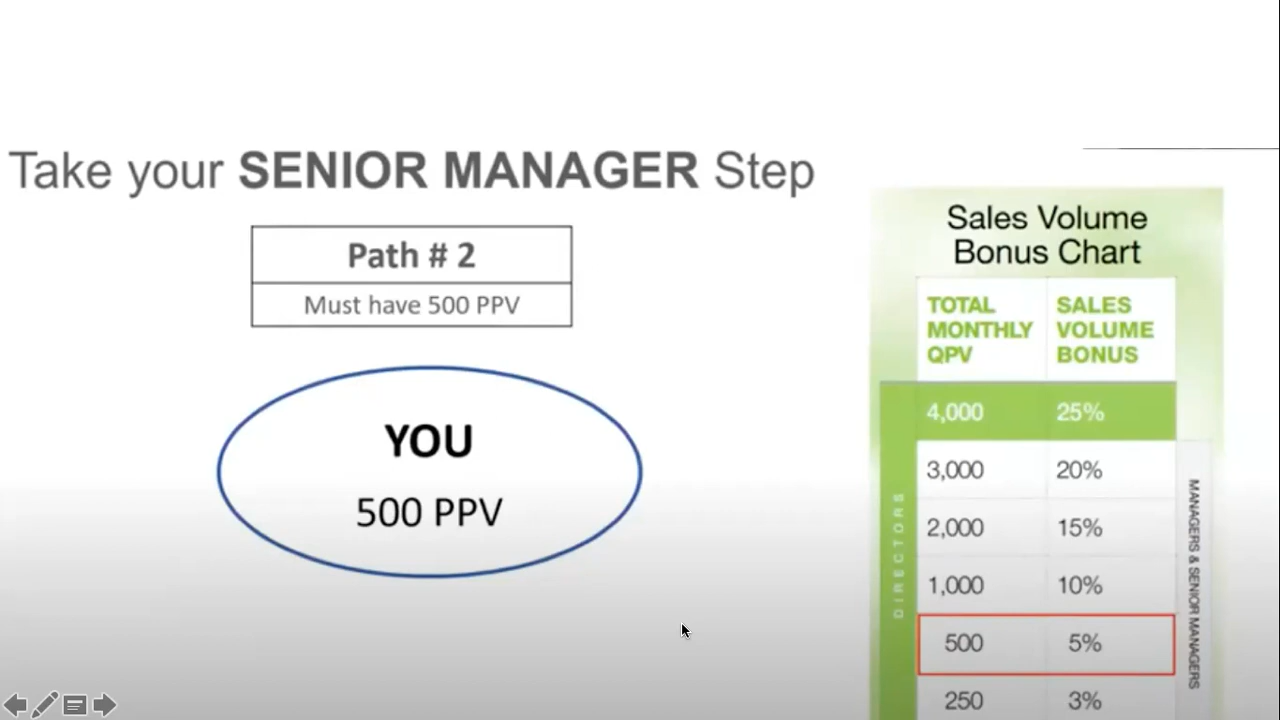 Take your SENIOR MANAGER Step
Path # 2
Must have 500 PPV
YOU
500 PPV
Sales Volume
Bonus Chart
TOTAL MONTHLY QPV
SALES VOLUME BONUS
4,000 25%
3,000 20%
2,000 15%
1,000 10%
500 5%
250 3%
DIRECTORS
MANAGERS & SENIOR MANAGERS